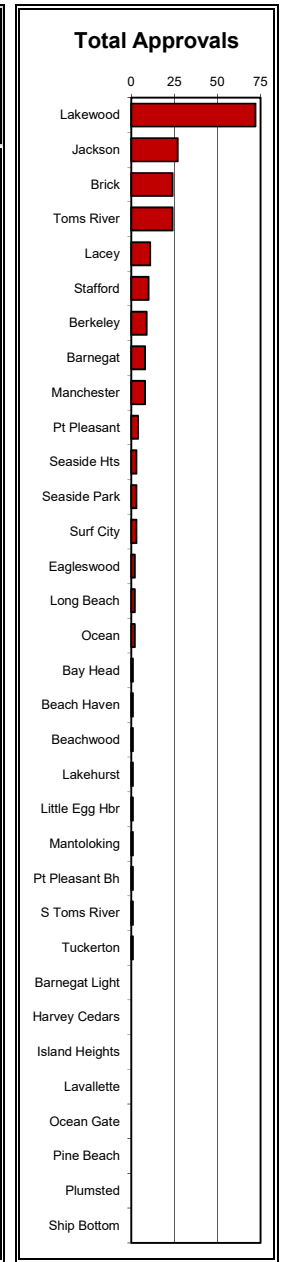 Total Approvals
0 25 50 75
Lakewood
Jackson
Brick
Toms River
Lacey
Stafford
Berkeley
Barnegat
Manchester
Pt Pleasant
Seaside Hts
Seaside Park
Surf City
Eagleswood
Long Beach
Ocean
Bay Head
Beach Haven
Beachwood
Lakehurst
Little Egg Hbr
Mantoloking
Pt Pleasant Bh
S Toms River
Tuckerton
Barnegat Light
Harvey Cedars
Island Heights
Lavallette
Ocean Gate
Pine Beach
Plumsted
Ship Bottom